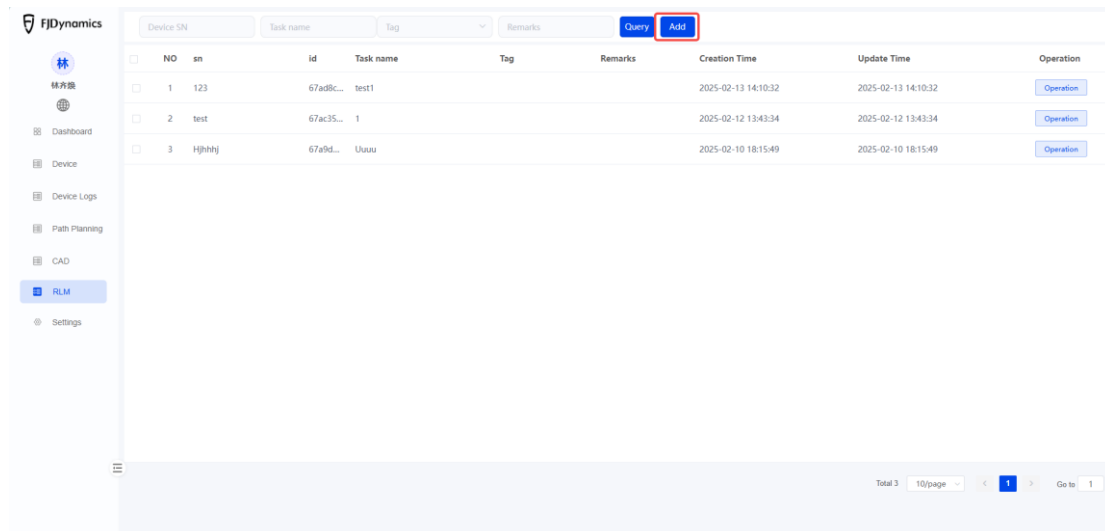 FJDynamics
Device SN Task name Tag Remarks Query Add
林
林卉燦
NO sn id Task name Tag Remarks Creation Time Update Time Operation
1 123 67ad8c... test1 2025-02-13 14:10:32 2025-02-13 14:10:32 Operation
2 test 67ac35... 1 2025-02-12 13:43:34 2025-02-12 13:43:34 Operation
3 Hjhhhj 67a9d... Uuuu 2025-02-10 18:15:49 2025-02-10 18:15:49 Operation
Dashboard
Device
Device Logs
Path Planning
CAD
RLM
Settings
Total 3 10/page < 1 > Go to 1